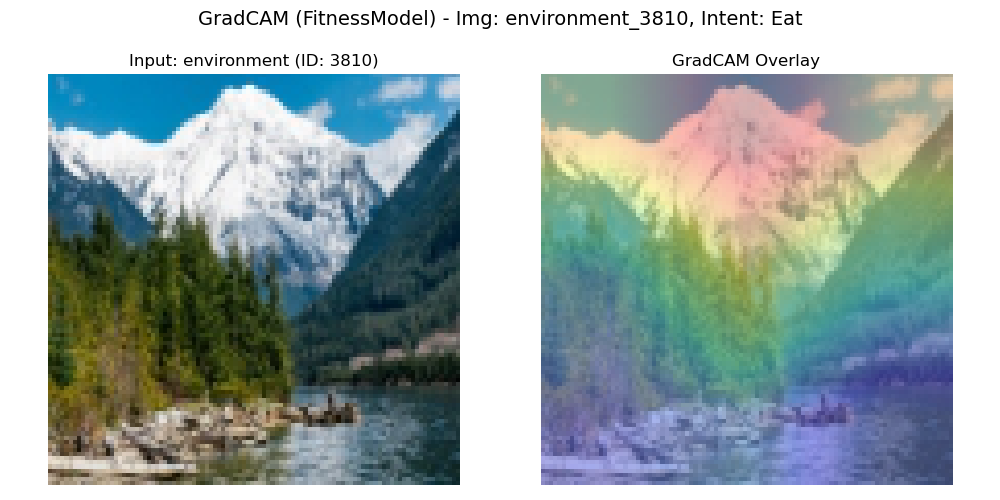 GradCAM (FitnessModel) - Img: environment_3810, Intent: Eat
Input: environment (ID: 3810)
GradCAM Overlay